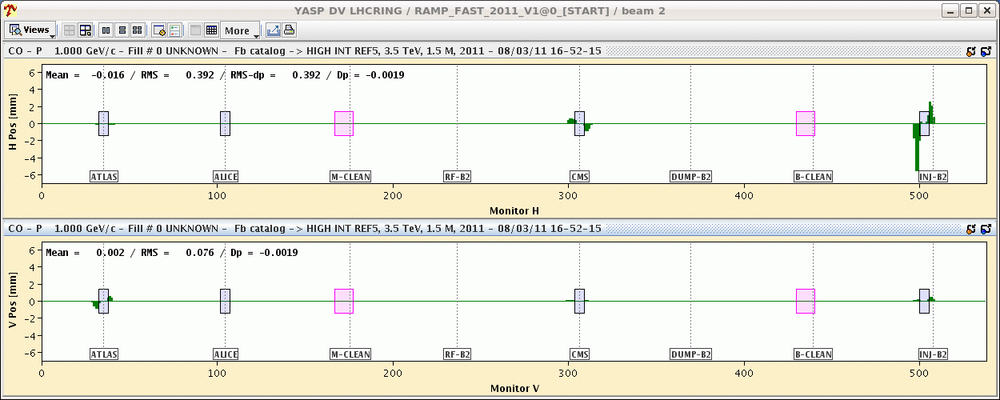 YASP DV LHCRING / RAMP_FAST_2011_V1@0_[START] / beam 2
Views More
CO - P 1.000 GeV/c - Fill # 0 UNKNOWN - Fb catalog -> HIGH INT REF5, 3.5 TeV, 1.5 M, 2011 - 08/03/11 16-52-15
Mean = -0.016 / RMS = 0.392 / RMS-dp = 0.392 / Dp = -0.0019
H Pos [mm]
6
4
2
0
-2
-4
-6
ATLAS ALICE M-CLEAN RF-B2 CMS DUMP-B2 B-CLEAN INJ-B2
0 100 200 300 400 500
Monitor H
CO - P 1.000 GeV/c - Fill # 0 UNKNOWN - Fb catalog -> HIGH INT REF5, 3.5 TeV, 1.5 M, 2011 - 08/03/11 16-52-15
Mean = 0.002 / RMS = 0.076 / Dp = -0.0019
V Pos [mm]
6
4
2
0
-2
-4
-6
ATLAS ALICE M-CLEAN RF-B2 CMS DUMP-B2 B-CLEAN INJ-B2
0 100 200 300 400 500
Monitor V